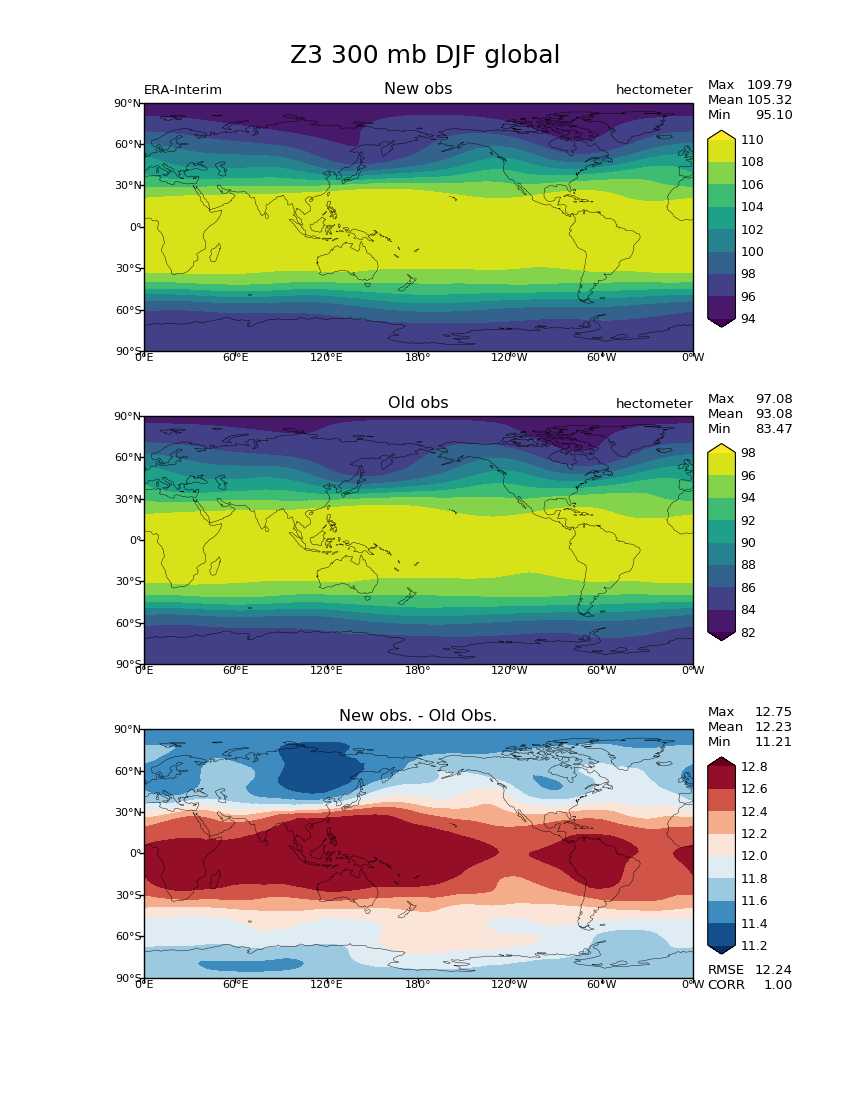 Z3 300 mb DJF global
ERA-Interim New obs hectometer
Max 109.79
Mean 105.32
Min 95.10
90°N
60°N
30°N
0°
30°S
60°S
90°S
0°E 60°E 120°E 180° 120°W 60°W 0°W
110
108
106
104
102
100
98
96
94
Old obs hectometer
Max 97.08
Mean 93.08
Min 83.47
90°N
60°N
30°N
0°
30°S
60°S
90°S
0°E 60°E 120°E 180° 120°W 60°W 0°W
98
96
94
92
90
88
86
84
82
New obs. - Old Obs.
Max 12.75
Mean 12.23
Min 11.21
90°N
60°N
30°N
0°
30°S
60°S
90°S
0°E 60°E 120°E 180° 120°W 60°W 0°W
12.8
12.6
12.4
12.2
12.0
11.8
11.6
11.4
11.2
RMSE 12.24
CORR 1.00